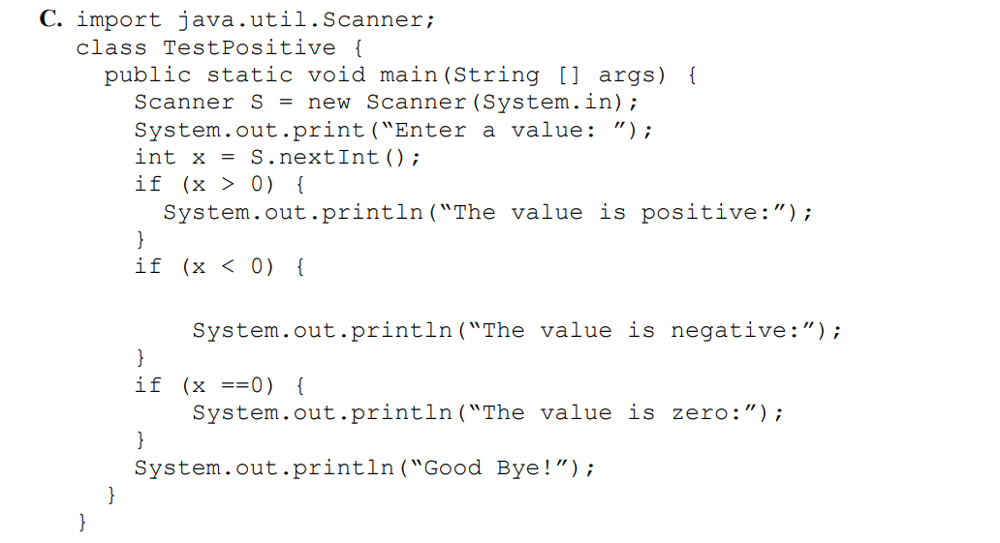 C. import java.util.Scanner;
class TestPositive {
public static void main(String [] args) {
Scanner S = new Scanner(System.in);
System.out.print(“Enter a value: ”);
int x = S.nextInt();
if (x > 0) {
System.out.println(“The value is positive:”);
}
if (x < 0) {
System.out.println(“The value is negative:”);
}
if (x ==0) {
System.out.println(“The value is zero:”);
}
System.out.println(“Good Bye!”);
}
}